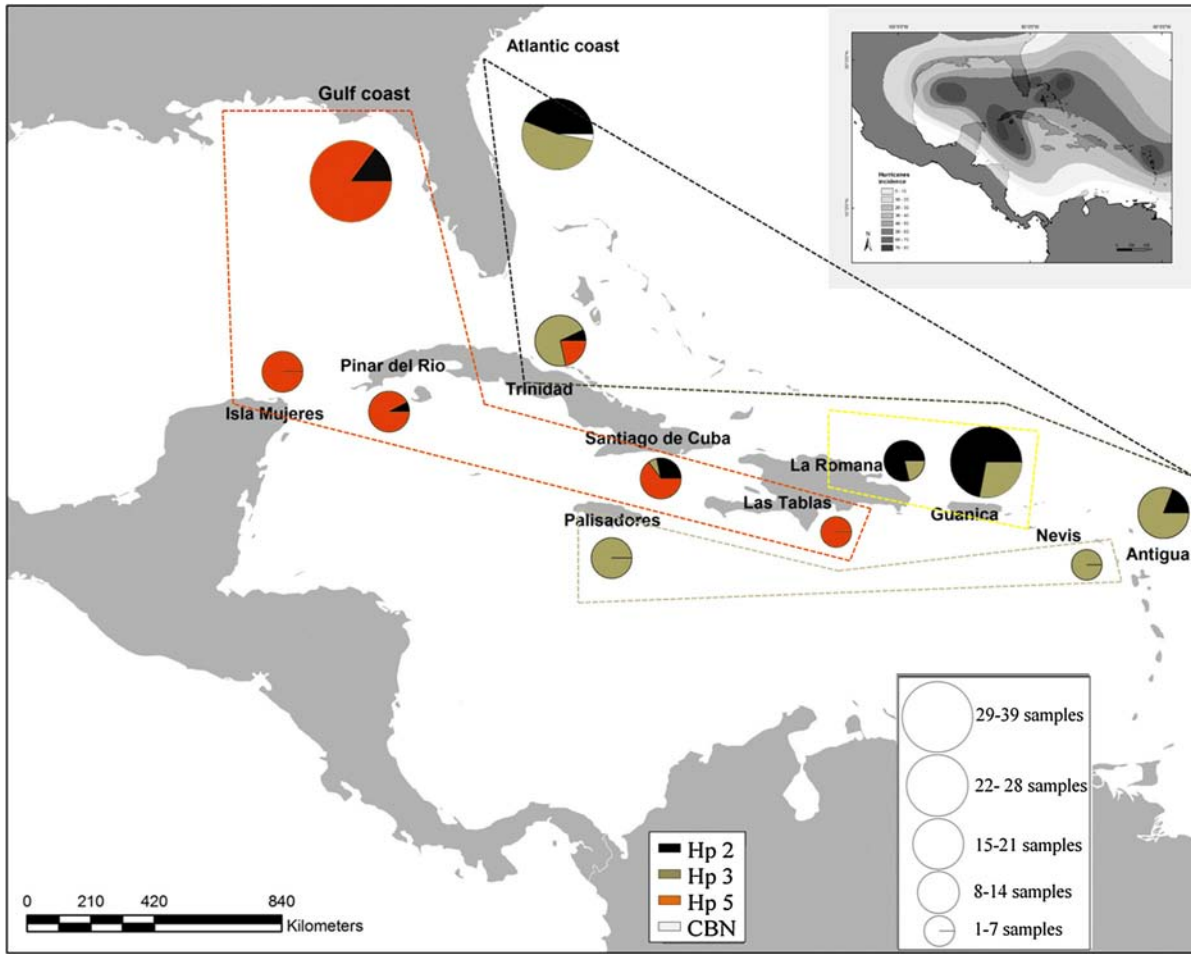 Atlantic coast
Gulf coast
Hurricanes
incidence
N
Pinar del Rio
Trinidad
Isla Mujeres
Santiago de Cuba
La Romana
Las Tablas
Guanica
Palisadores
Nevis
Antigua
29-39 samples
22- 28 samples
15-21 samples
8-14 samples
1-7 samples
Hp 2
Hp 3
Hp 5
CBN
0 210 420 840
Kilometers